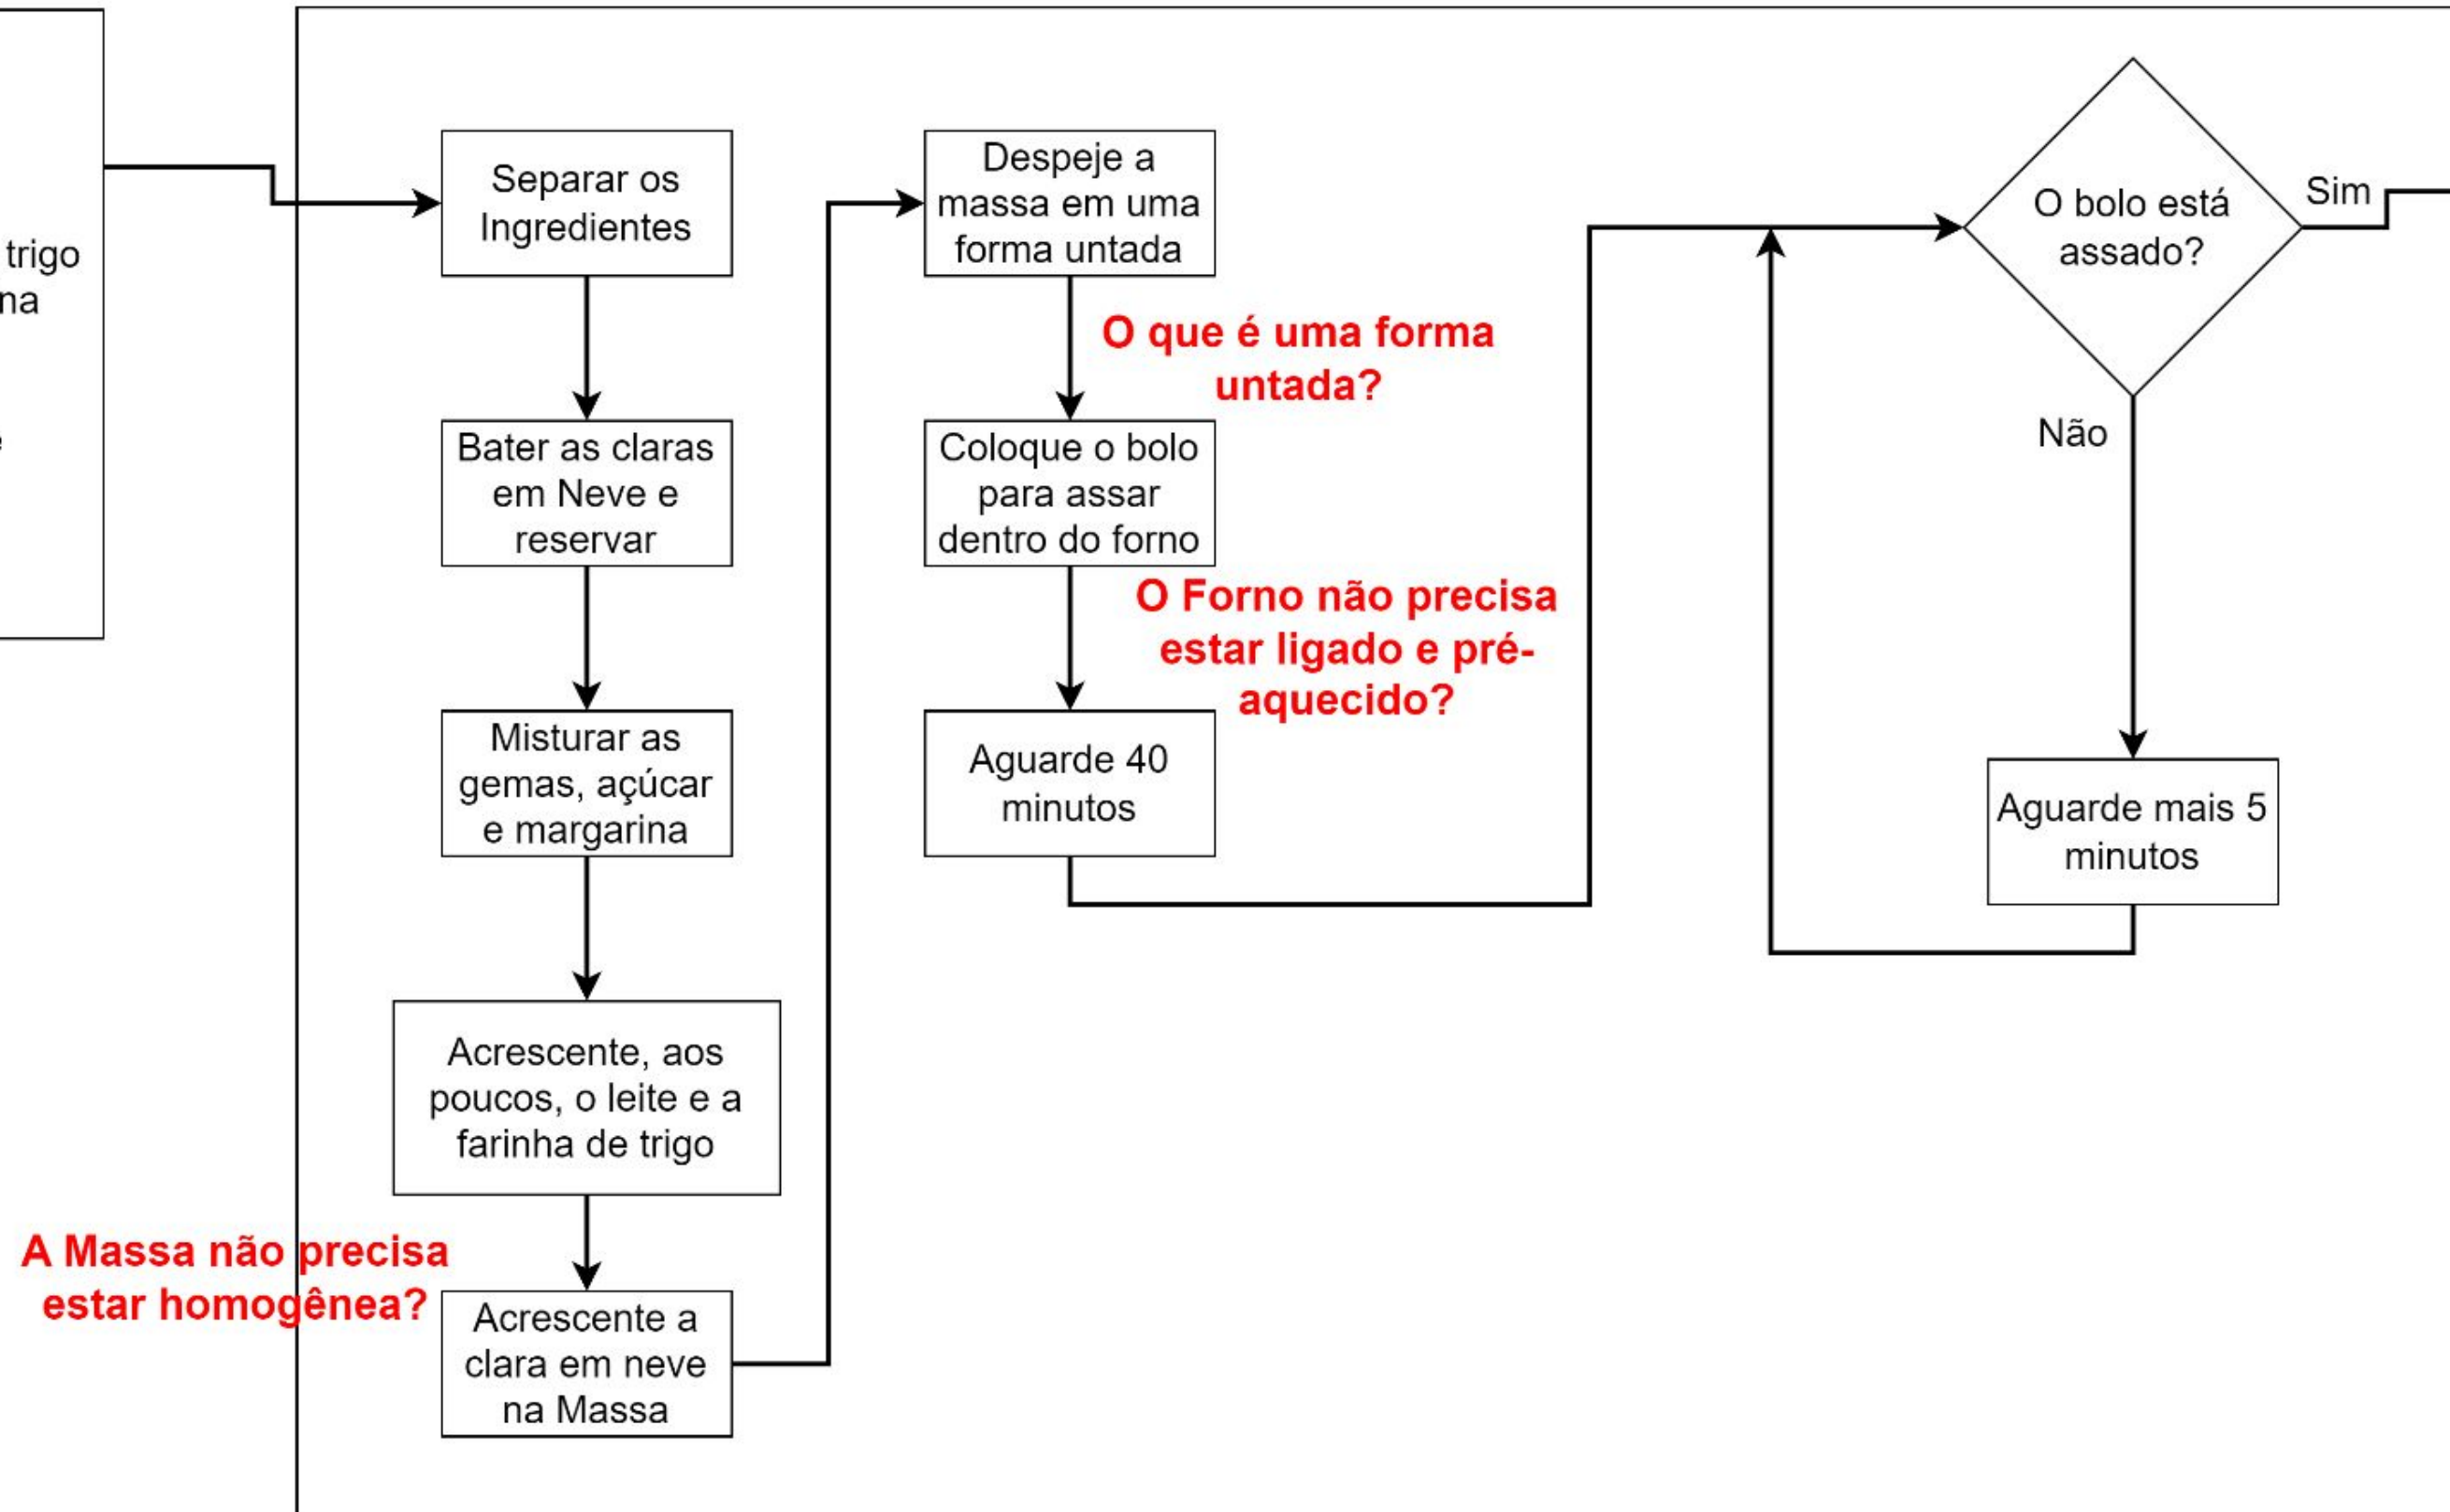 trigo
Separar os
Ingredientes
Bater as claras
em Neve e
reservar
Misturar as
gemas, açúcar
e margarina
Acrescente, aos
poucos, o leite e a
farinha de trigo
A Massa não precisa
estar homogênea?
Acrescente a
clara em neve
na Massa
Despeje a
massa em uma
forma untada
O que é uma forma
untada?
Coloque o bolo
para assar
dentro do forno
O Forno não precisa
estar ligado e pré-
aquecido?
Aguarde 40
minutos
O bolo está
assado?
Sim
Não
Aguarde mais 5
minutos